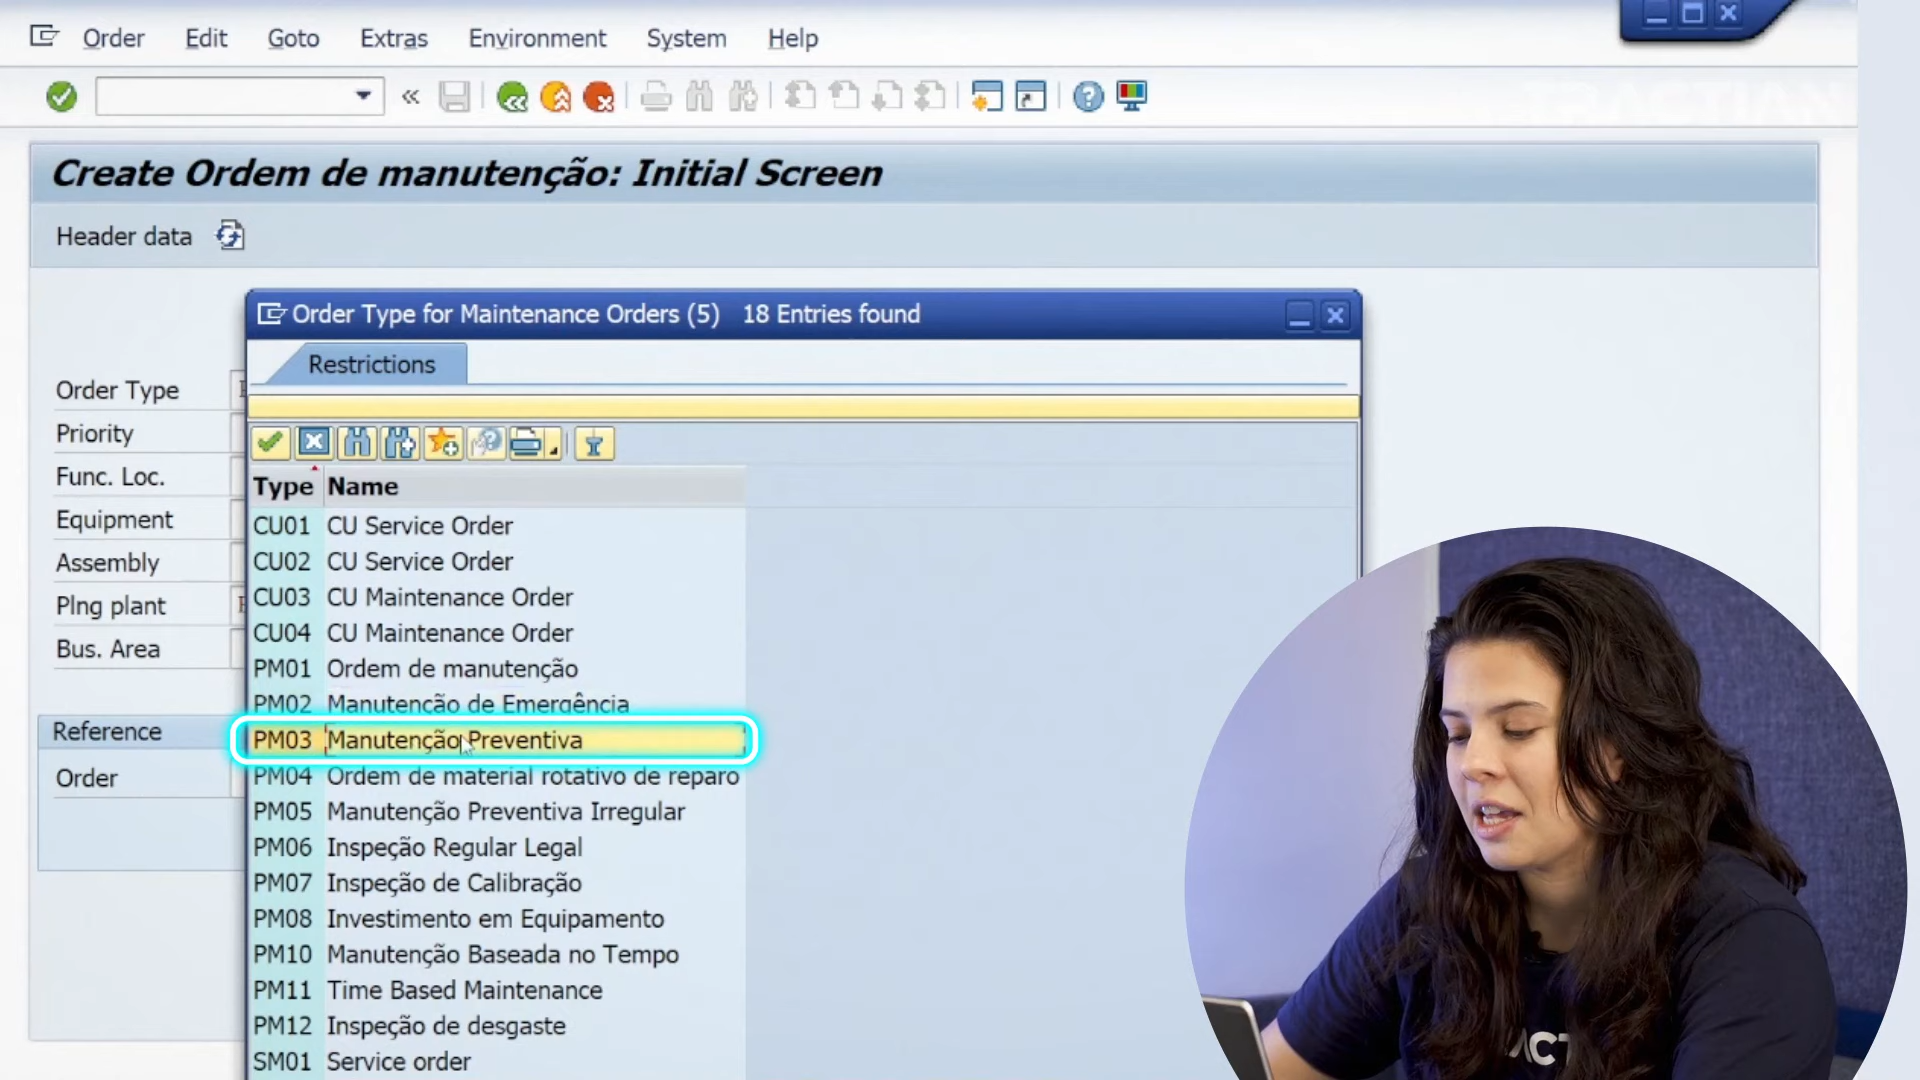 Order Edit Goto Extras Environment System Help
Create Ordem de manutenção: Initial Screen
Header data
Order Type for Maintenance Orders (5) 18 Entries found
Restrictions
Order Type
Priority
Func. Loc.
Equipment
Assembly
Plng plant
Bus. Area
Reference
Order
Type Name
CU01 CU Service Order
CU02 CU Service Order
CU03 CU Maintenance Order
CU04 CU Maintenance Order
PM01 Ordem de manutenção
PM02 Manutenção de Emergência
PM03 Manutenção Preventiva
PM04 Ordem de material rotativo de reparo
PM05 Manutenção Preventiva Irregular
PM06 Inspeção Regular Legal
PM07 Inspeção de Calibração
PM08 Investimento em Equipamento
PM10 Manutenção Baseada no Tempo
PM11 Time Based Maintenance
PM12 Inspeção de desgaste
SM01 Service order